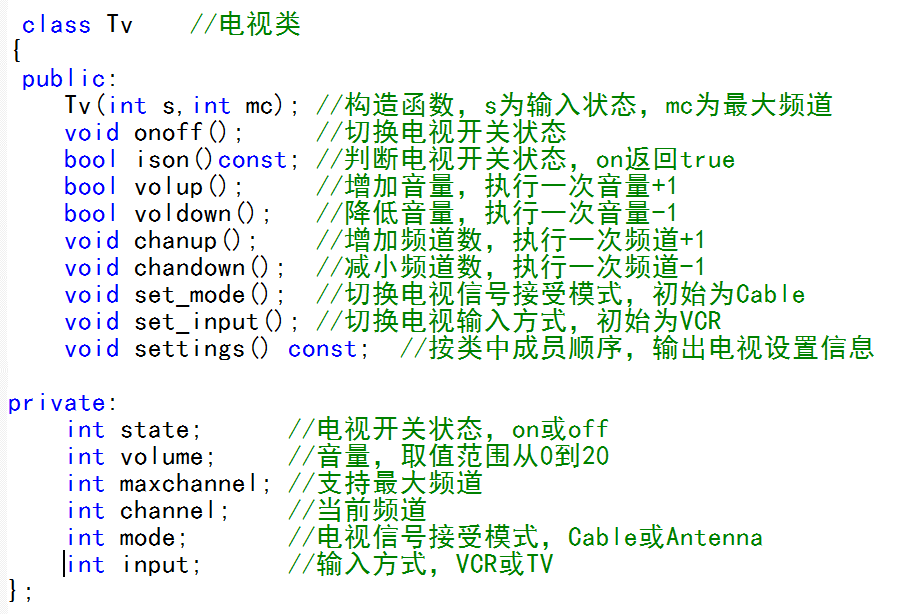 class Tv    //电视类
{
public:
    Tv(int s,int mc); //构造函数，s为输入状态，mc为最大频道
    void onoff();     //切换电视开关状态
    bool ison()const; //判断电视开关状态，on返回true
    bool volup();     //增加音量，执行一次音量+1
    bool voldown();   //降低音量，执行一次音量-1
    void chanup();    //增加频道数，执行一次频道+1
    void chandown();  //减小频道数，执行一次频道-1
    void set_mode();  //切换电视信号接受模式，初始为Cable
    void set_input(); //切换电视输入方式，初始为VCR
    void settings() const;  //按类中成员顺序，输出电视设置信息
private:
    int state;      //电视开关状态，on或off
    int volume;     //音量，取值范围从0到20
    int maxchannel; //支持最大频道
    int channel;    //当前频道
    int mode;       //电视信号接受模式，Cable或Antenna
    int input;      //输入方式，VCR或TV
};